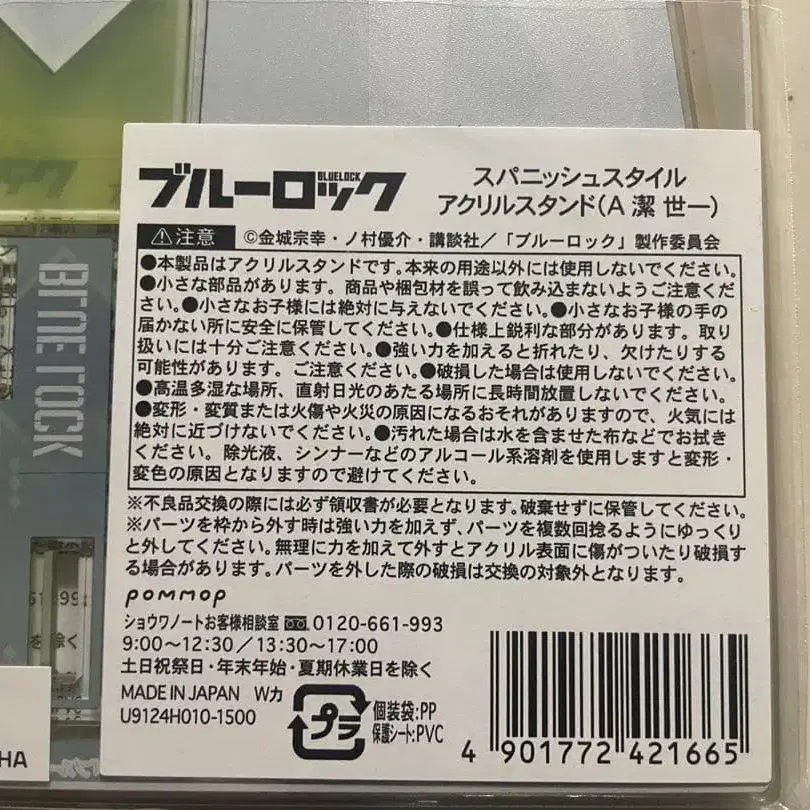 ブルーロック
BLUELOCK
スパニッシュスタイル
アクリルスタンド(A 潔 世一)
注意
©金城宗幸・ノ村優介・講談社/「ブルーロック」製作委員会
●本製品はアクリルスタンドです。本来の用途以外には使用しないでください。
●小さな部品があります。商品や梱包材を誤って飲み込まないようご注意くだ
さい。●小さなお子様には絶対に与えないでください。●小さなお子様の手の
届かない所に安全に保管してください。●仕様上鋭利な部分があります。取り
扱いには十分ご注意ください。●強い力を加えると折れたり、欠けたりする
可能性があります。ご注意ください。●破損した場合は使用しないでください。
●高温多湿な場所、直射日光のあたる場所に長時間放置しないでください。
●変形・変質または火傷や火災の原因になるおそれがありますので、火気には
絶対に近づけないでください。●汚れた場合は水を含ませた布などでお拭き
ください。除光液、シンナーなどのアルコール系溶剤を使用しますと変形・
変色の原因となりますので避けてください。
※不良品交換の際には必ず領収書が必要となります。破棄せずに保管してください。
※パーツを枠から外す時は強い力を加えず、パーツを複数回捻るようにゆっくり
と外してください。無理に力を加えて外すとアクリル表面に傷がついたり破損す
る場合があります。パーツを外した際の破損は交換の対象外となります。
pommop
ショウワノートお客様相談室 0120-661-993
9:00～12:30/13:30～17:00
土日祝祭日・年末年始・夏期休業日を除く
MADE IN JAPAN Wカ
U9124H010-1500
プラ
個装袋:PP
保護シート:PVC
4 901772 421665
BLUE LOCK
HA